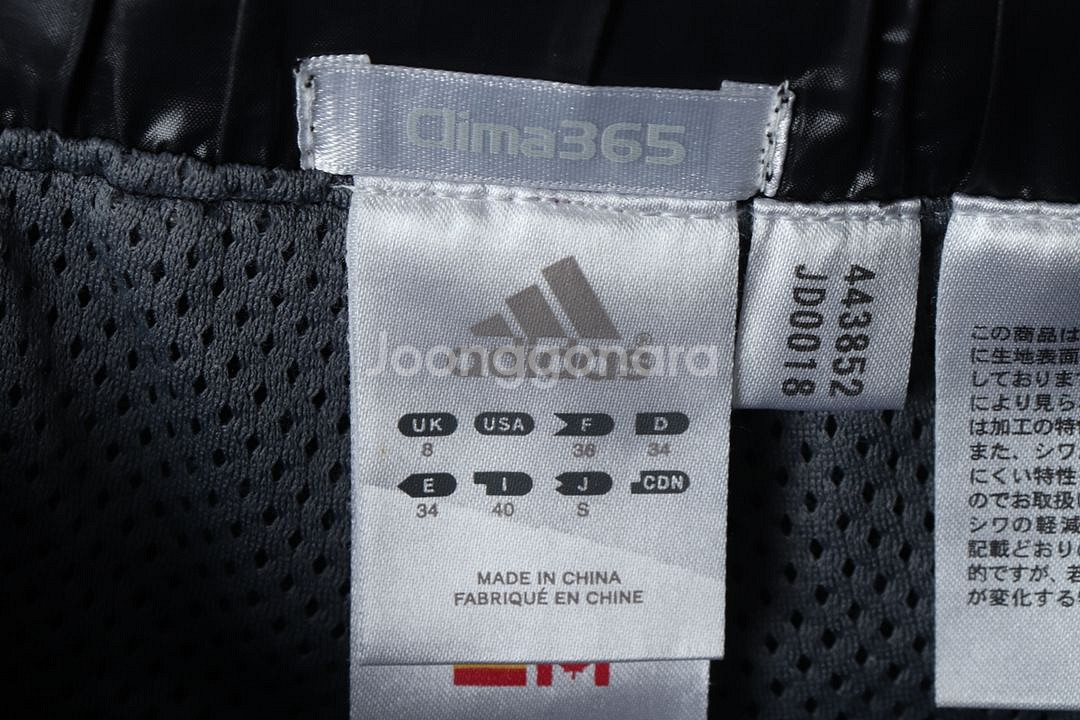 Clima365
adidas
Joonggonara
UK USA F D
8 36 34
E I J CDN
34 40 S
MADE IN CHINA
FABRIQUÉ EN CHINE
443852
JD0018
この商品は
に生地表面
しておりま
により見ら
は加工の特
また、シワ
にくい特性
のでお取扱
シワの軽減
記載どおり
的ですが、若
が変化する